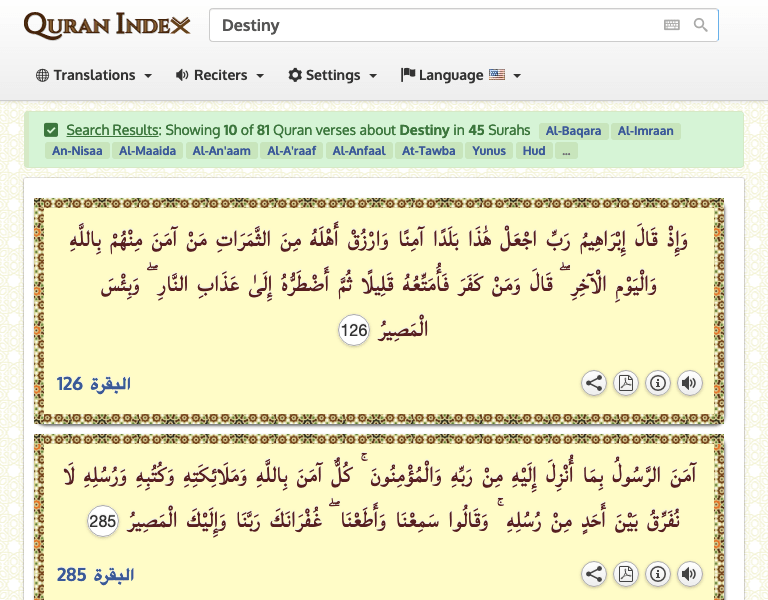 QURAN INDEX
Destiny
Translations Reciters Settings Language
Search Results: Showing 10 of 81 Quran verses about Destiny in 45 Surahs Al-Baqara Al-Imraan
An-Nisaa Al-Maaida Al-An'aam Al-A'raaf Al-Anfaal At-Tawba Yunus Hud ...
وَإِذْ قَالَ إِبْرَاهِيمُ رَبِّ اجْعَلْ هَٰذَا بَلَدًا آمِنًا وَارْزُقْ أَهْلَهُ مِنَ الثَّمَرَاتِ مَنْ آمَنَ مِنْهُمْ بِاللَّهِ
وَالْيَوْمِ الْآخِرِ ۖ قَالَ وَمَنْ كَفَرَ فَأُمَتِّعُهُ قَلِيلًا ثُمَّ أَضْطَرُّهُ إِلَىٰ عَذَابِ النَّارِ ۖ وَبِئْسَ
الْمَصِيرُ 126
البقرة 126
آمَنَ الرَّسُولُ بِمَا أُنْزِلَ إِلَيْهِ مِنْ رَبِّهِ وَالْمُؤْمِنُونَ ۚ كُلٌّ آمَنَ بِاللَّهِ وَمَلَائِكَتِهِ وَكُتُبِهِ وَرُسُلِهِ لَا
نُفَرِّقُ بَيْنَ أَحَدٍ مِنْ رُسُلِهِ ۚ وَقَالُوا سَمِعْنَا وَأَطَعْنَا ۖ غُفْرَانَكَ رَبَّنَا وَإِلَيْكَ الْمَصِيرُ 285
البقرة 285